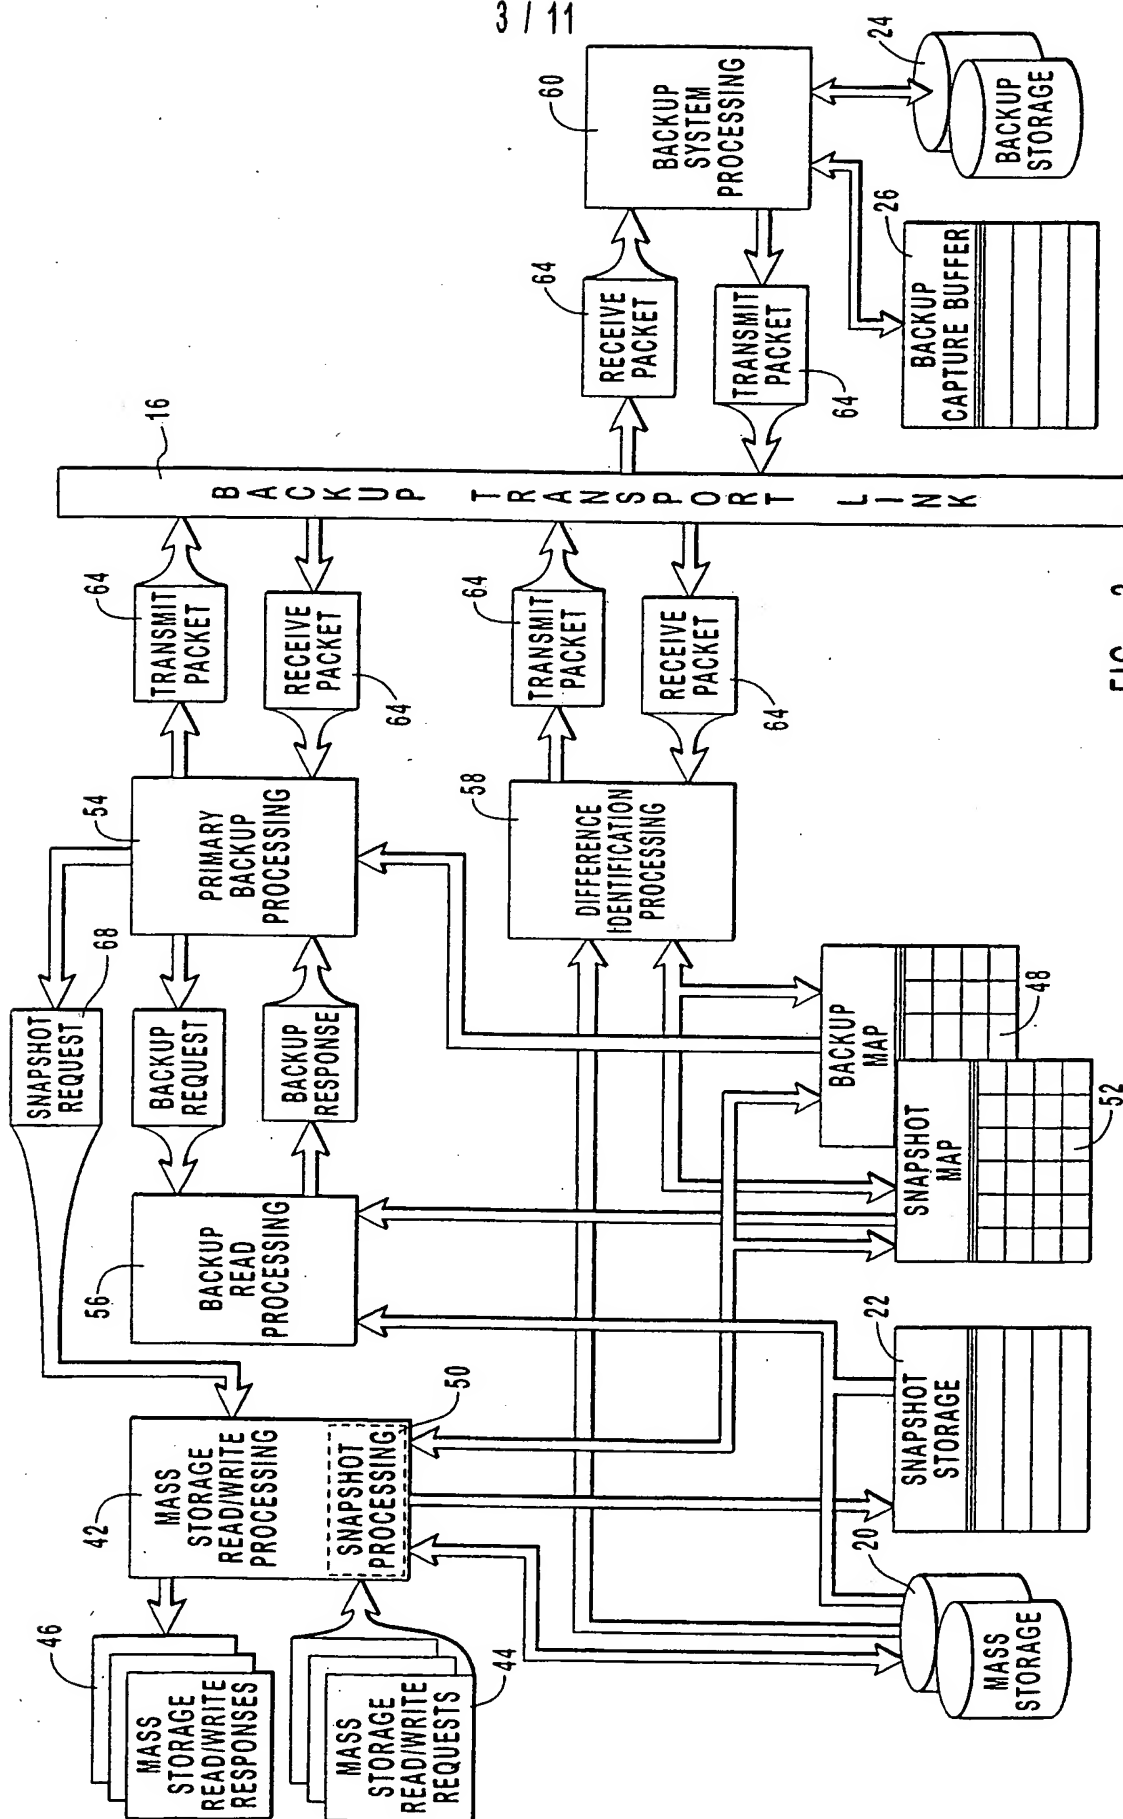 3 / 11
46
MASS
STORAGE
READ/WRITE
RESPONSES
MASS
STORAGE
READ/WRITE
REQUESTS
44
42
MASS
STORAGE
READ/WRITE
PROCESSING
SNAPSHOT
PROCESSING
50
SNAPSHOT
REQUEST
68
56
BACKUP
READ
PROCESSING
BACKUP
REQUEST
BACKUP
RESPONSE
54
PRIMARY
BACKUP
PROCESSING
64
TRANSMIT
PACKET
RECEIVE
PACKET
64
58
DIFFERENCE
IDENTIFICATION
PROCESSING
64
TRANSMIT
PACKET
RECEIVE
PACKET
64
16
BACKUP TRANSPORT LINK
64
RECEIVE
PACKET
TRANSMIT
PACKET
64
60
BACKUP
SYSTEM
PROCESSING
20
MASS
STORAGE
22
SNAPSHOT
STORAGE
SNAPSHOT
MAP
52
BACKUP
MAP
48
26
BACKUP
CAPTURE BUFFER
24
BACKUP
STORAGE